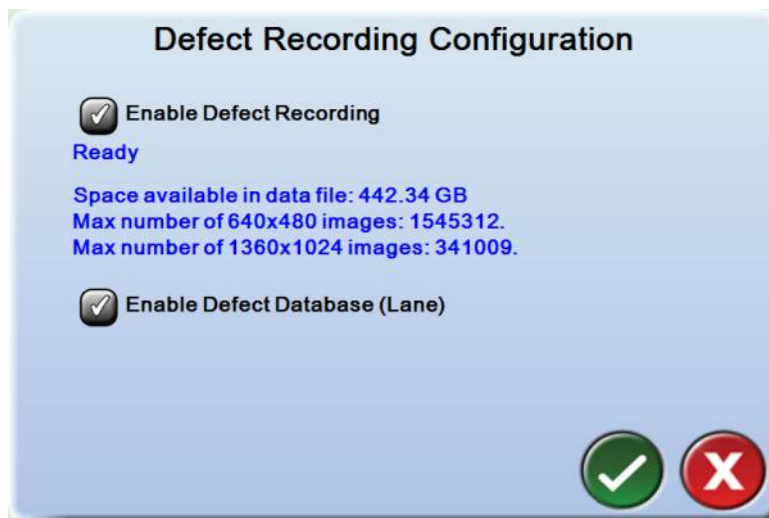 Defect Recording Configuration
Enable Defect Recording
Ready
Space available in data file: 442.34 GB
Max number of 640x480 images: 1545312.
Max number of 1360x1024 images: 341009.
Enable Defect Database (Lane)